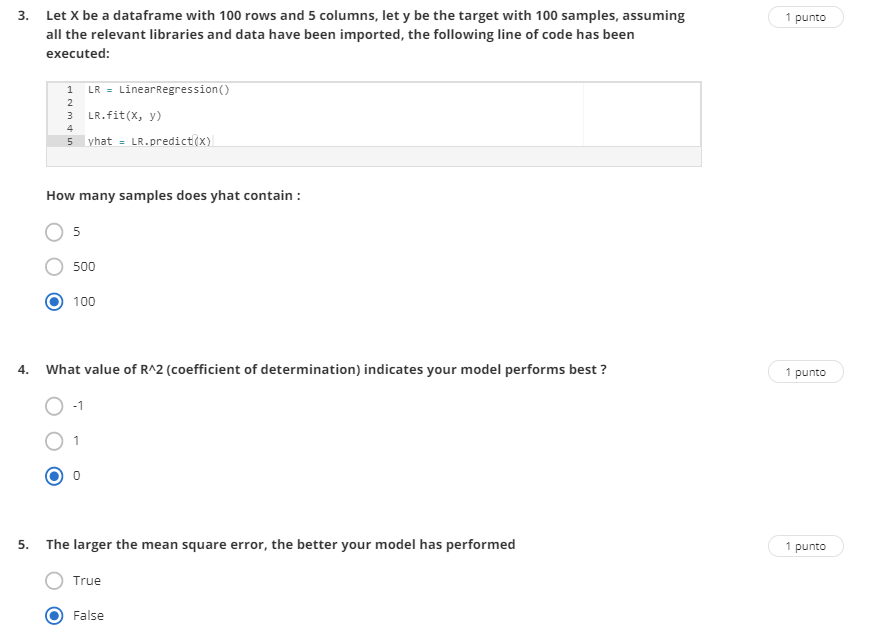 3. Let X be a dataframe with 100 rows and 5 columns, let y be the target with 100 samples, assuming
1 punto
all the relevant libraries and data have been imported, the following line of code has been
executed:
1 LR = LinearRegression()
2
3 LR.fit(X, y)
4
5 yhat = LR.predict(X)
How many samples does yhat contain :
5
500
100
4. What value of R^2 (coefficient of determination) indicates your model performs best ?
1 punto
-1
1
0
5. The larger the mean square error, the better your model has performed
1 punto
True
False